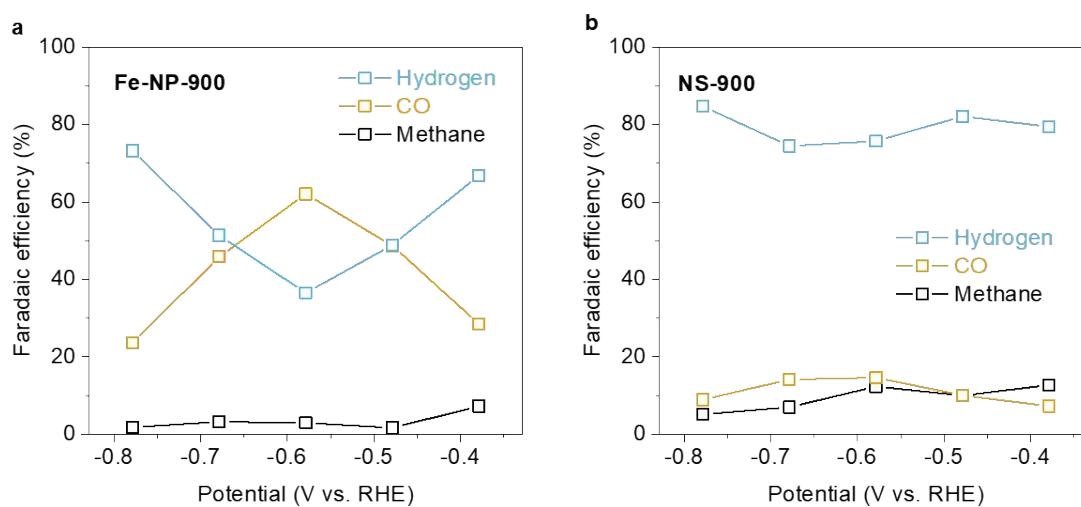 a
Fe-NP-900
Hydrogen
CO
Methane
100
80
60
40
20
0
Faradaic efficiency (%)
-0.8 -0.7 -0.6 -0.5 -0.4
Potential (V vs. RHE)
b
NS-900
Hydrogen
CO
Methane
100
80
60
40
20
0
Faradaic efficiency (%)
-0.8 -0.7 -0.6 -0.5 -0.4
Potential (V vs. RHE)